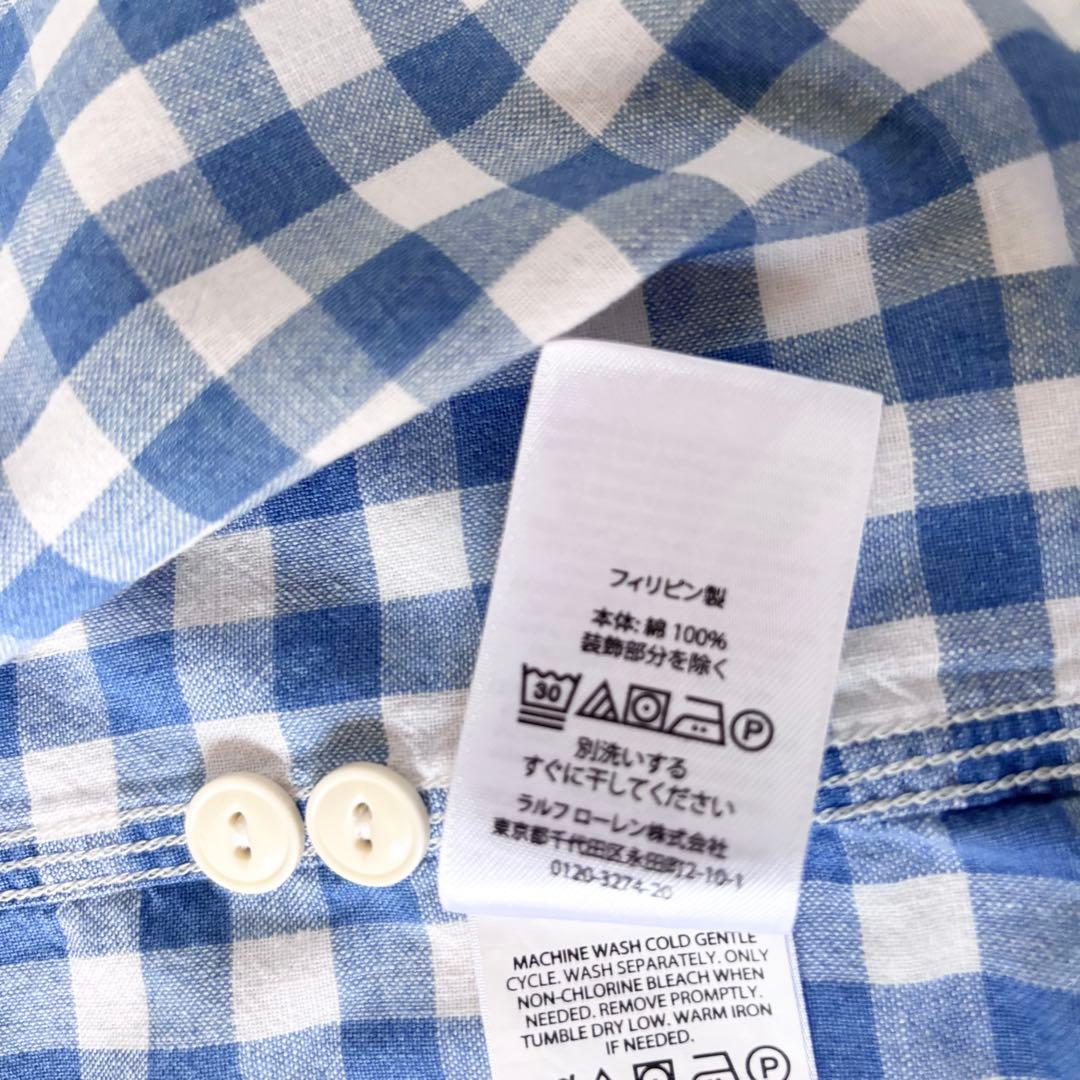 フィリピン製
本体: 綿 100%
装飾部分を除く
30 P
別洗いする
すぐに干してください
ラルフ ローレン株式会社
東京都千代田区永田町2-10-1
0120-3274-20
MACHINE WASH COLD GENTLE
CYCLE. WASH SEPARATELY. ONLY
NON-CHLORINE BLEACH WHEN
NEEDED. REMOVE PROMPTLY.
TUMBLE DRY LOW. WARM IRON
IF NEEDED.
P